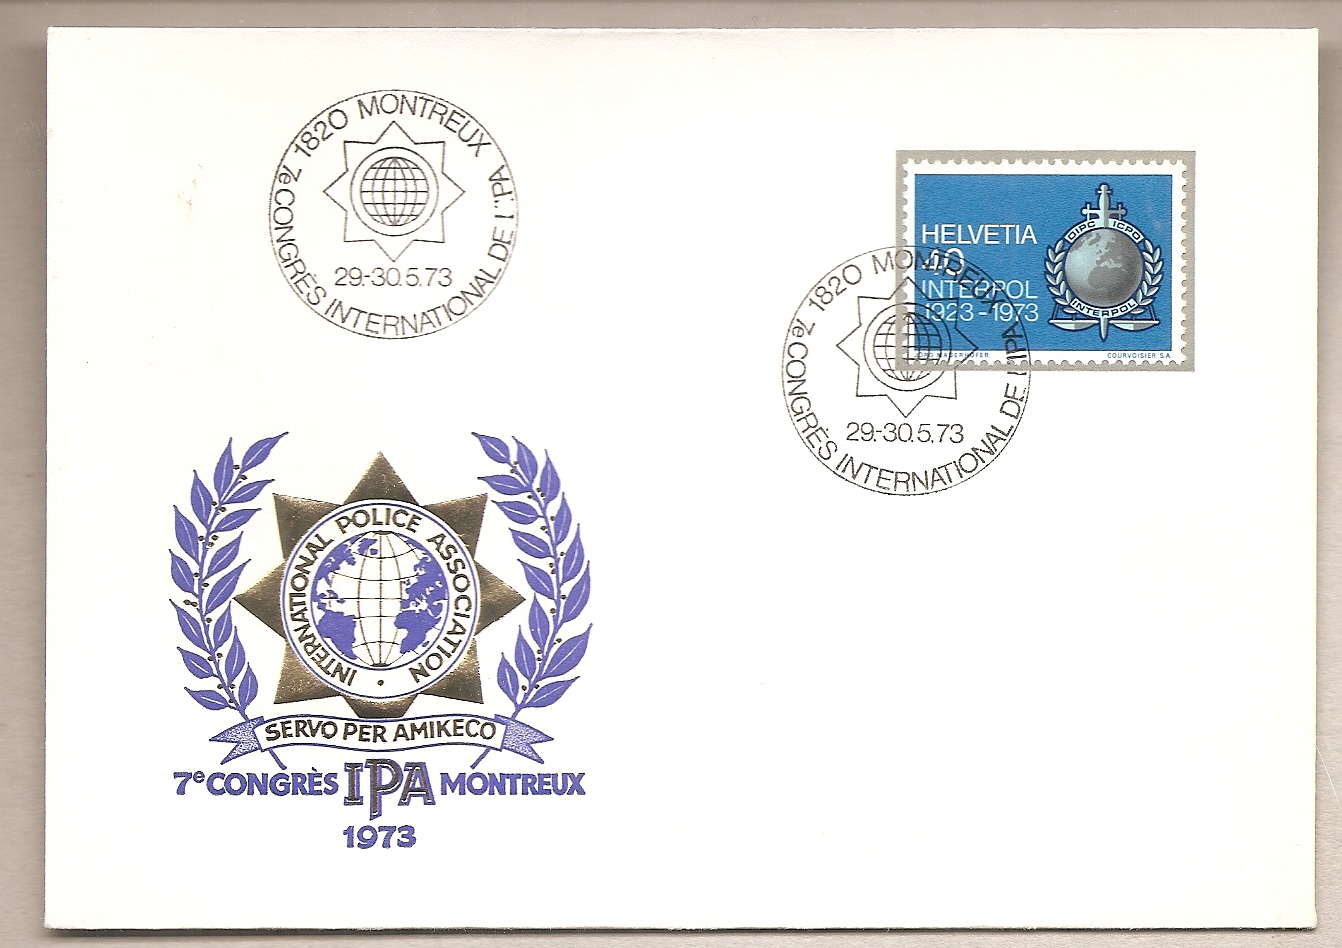 1820 MONTREUX
7e CONGRÈS INTERNATIONAL DE L'IPA
29.-30.5.73
HELVETIA
40
INTERPOL
1923-1973
OIPC ICPO
INTERPOL
JÖRG MAUERHOFER
COURVOISIER S.A.
1820 MONTREUX
7e CONGRÈS INTERNATIONAL DE L'IPA
29.-30.5.73
INTERNATIONAL POLICE ASSOCIATION
SERVO PER AMIKECO
7e CONGRÈS IPA MONTREUX
1973